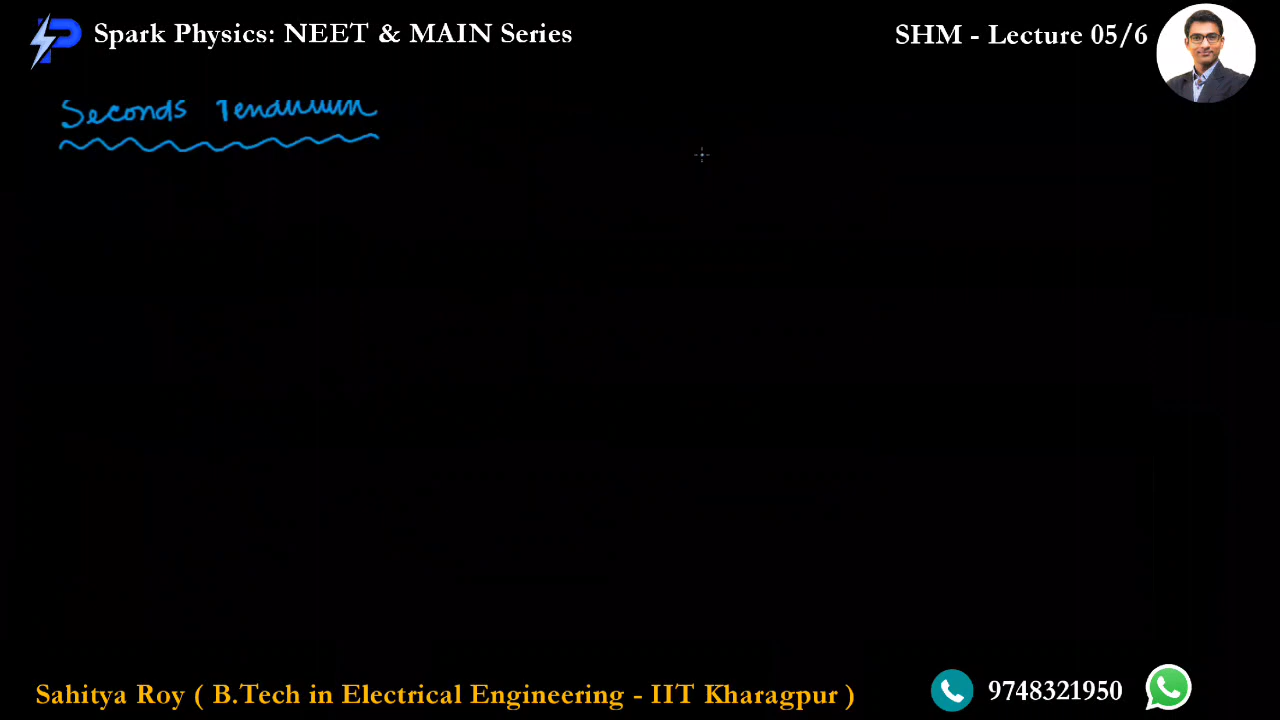 Spark Physics: NEET & MAIN Series
SHM - Lecture 05/6
Seconds Pendulum
Sahitya Roy ( B.Tech in Electrical Engineering - IIT Kharagpur )
9748321950